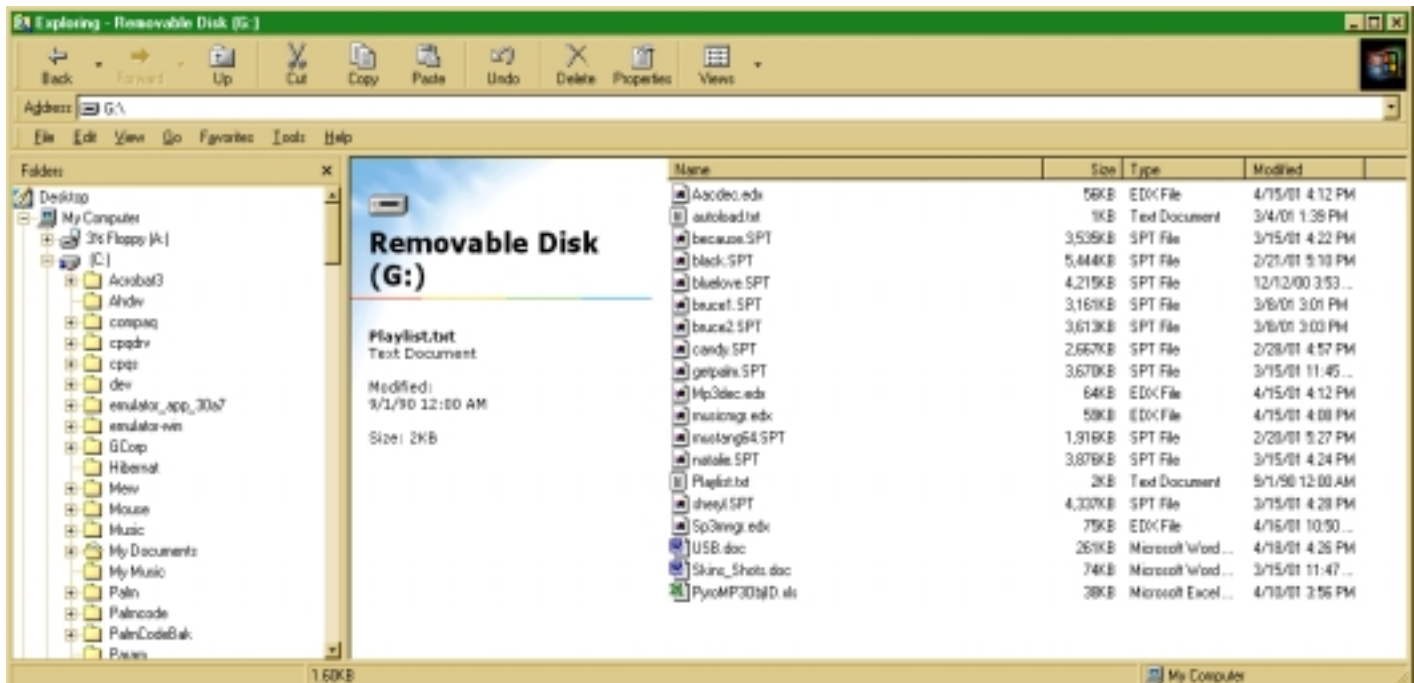 Exploring - Removable Disk (G:)
Back Forward Up Cut Copy Paste Undo Delete Properties Views
Address G:\
File Edit View Go Favorites Tools Help
Folders
Desktop
My Computer
3½ Floppy (A:)
(C:)
Acrobat3
Ahdw
compaq
cpqdrv
cpqs
dev
emulator_app_30a7
emulator-win
GCorp
Hibernat
Mew
Mouse
Music
My Documents
My Music
Palm
Palmcode
PalmCodeBak
Removable Disk
(G:)
Playlist.txt
Text Document
Modified:
9/1/90 12:00 AM
Size: 2KB
Name Size Type Modified
Aacdec.edx 56KB EDX File 4/15/01 4:12 PM
autoload.txt 1KB Text Document 3/4/01 1:39 PM
because.SPT 3,535KB SPT File 3/15/01 4:22 PM
black.SPT 5,444KB SPT File 2/21/01 5:10 PM
bluelove.SPT 4,215KB SPT File 12/12/00 3:53...
bruce1.SPT 3,161KB SPT File 3/8/01 3:01 PM
bruce2.SPT 3,613KB SPT File 3/8/01 3:03 PM
candy.SPT 2,667KB SPT File 2/28/01 4:57 PM
getpaim.SPT 3,670KB SPT File 3/15/01 11:45...
Mp3dec.edx 64KB EDX File 4/15/01 4:12 PM
musicmgr.edx 59KB EDX File 4/15/01 4:08 PM
mustang64.SPT 1,916KB SPT File 2/20/01 5:27 PM
natalie.SPT 3,876KB SPT File 3/15/01 4:24 PM
Playlist.txt 2KB Text Document 9/1/90 12:00 AM
sheryl.SPT 4,337KB SPT File 3/15/01 4:28 PM
Sp3mgr.edx 75KB EDX File 4/16/01 10:50...
USB.doc 261KB Microsoft Word... 4/18/01 4:26 PM
Skins_Shots.doc 74KB Microsoft Word... 3/15/01 11:47...
PyroMP3ObjID.xls 38KB Microsoft Excel... 4/10/01 3:56 PM
1.60KB My Computer